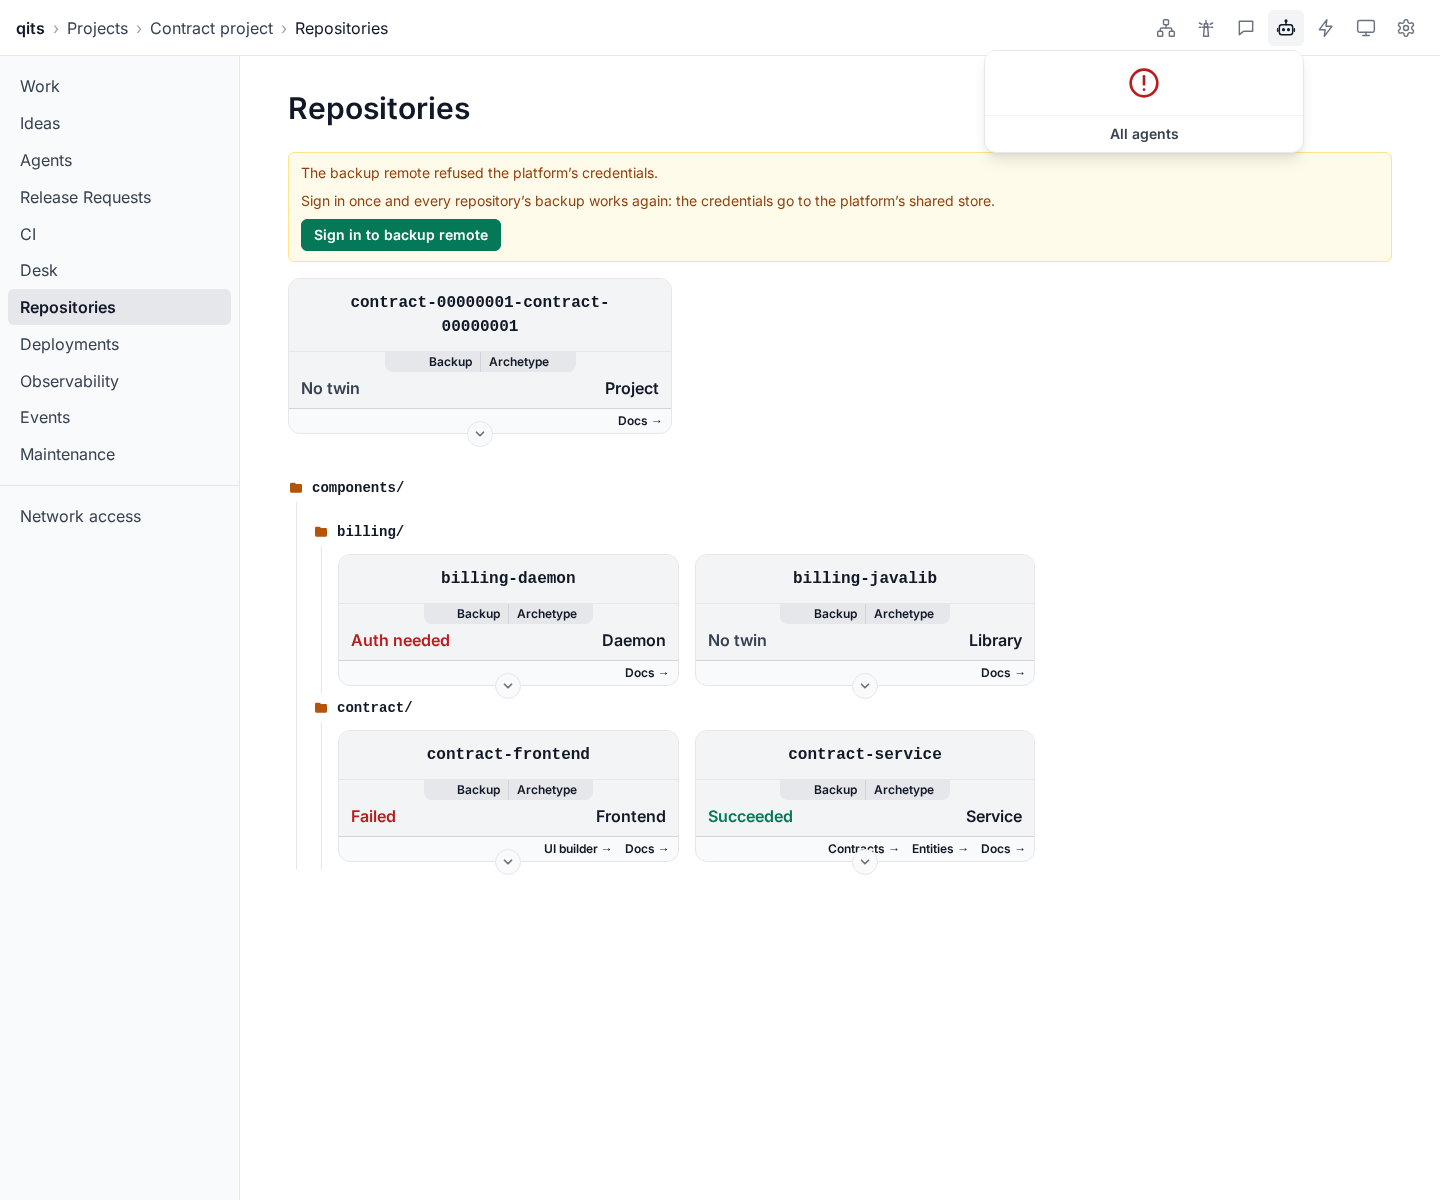 qits › Projects › Contract project › Repositories
All agents
Work
Ideas
Agents
Release Requests
CI
Desk
Repositories
Deployments
Observability
Events
Maintenance
Network access
Repositories
The backup remote refused the platform’s credentials.
Sign in once and every repository’s backup works again: the credentials go to the platform’s shared store.
Sign in to backup remote
contract-00000001-contract-
00000001
Backup Archetype
No twin Project
Docs →
components/
billing/
billing-daemon
Backup Archetype
Auth needed Daemon
Docs →
billing-javalib
Backup Archetype
No twin Library
Docs →
contract/
contract-frontend
Backup Archetype
Failed Frontend
UI builder → Docs →
contract-service
Backup Archetype
Succeeded Service
Contracts → Entities → Docs →